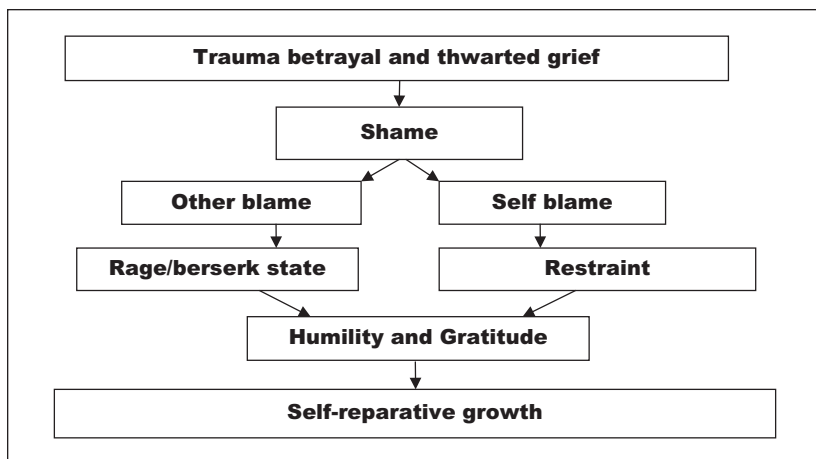 Trauma betrayal and thwarted grief
Shame
Other blame
Self blame
Rage/berserk state
Restraint
Humility and Gratitude
Self-reparative growth